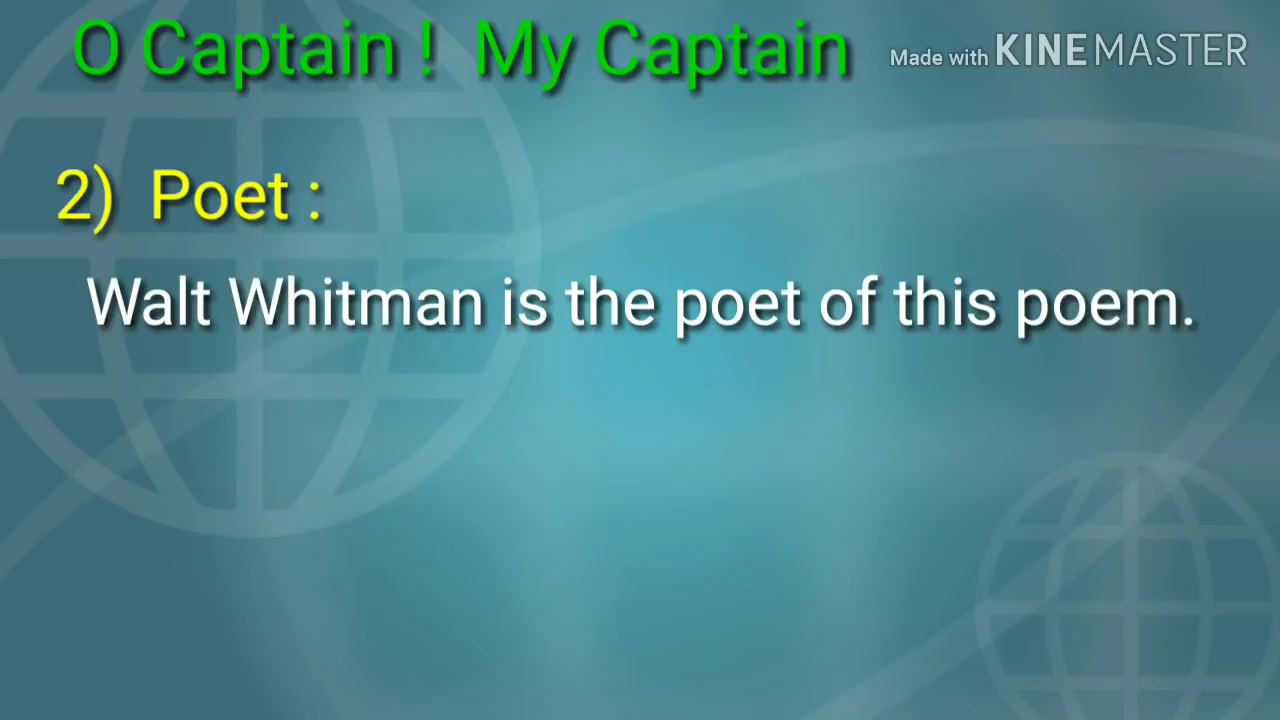 O Captain ! My Captain
Made with KINEMASTER
2) Poet :
Walt Whitman is the poet of this poem.